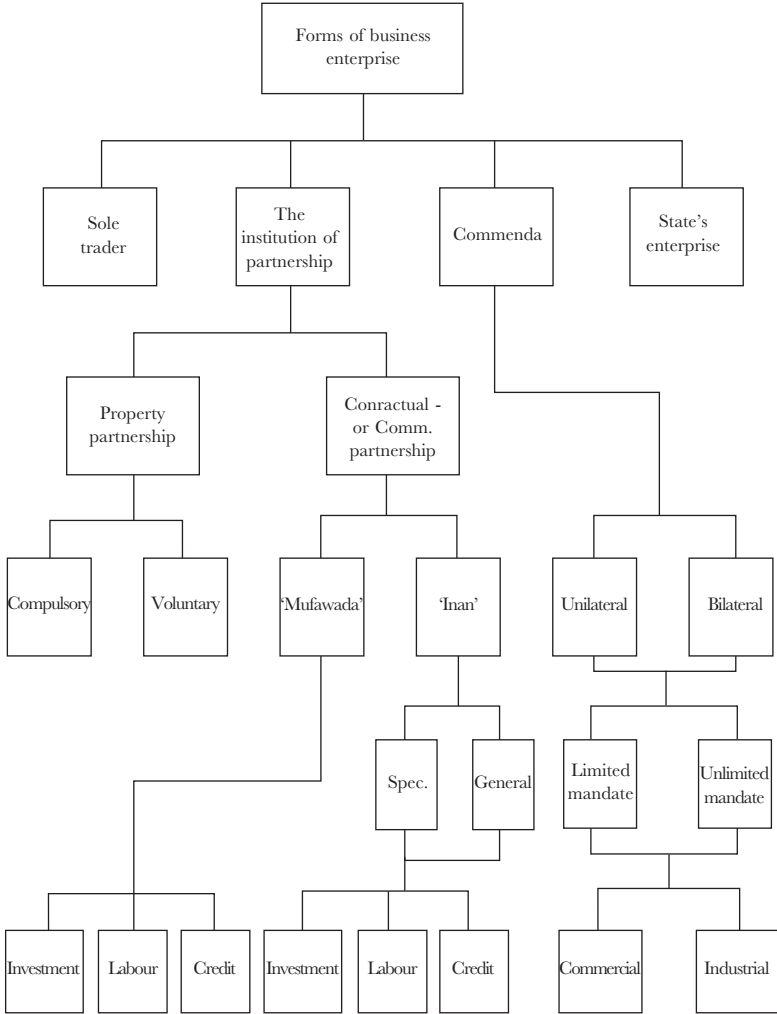 Forms of business
enterprise
Sole
trader
The
institution of
partnership
Commenda
State’s
enterprise
Property
partnership
Conractual -
or Comm.
partnership
Compulsory
Voluntary
‘Mufawada’
‘Inan’
Unilateral
Bilateral
Spec.
General
Limited
mandate
Unlimited
mandate
Investment
Labour
Credit
Investment
Labour
Credit
Commercial
Industrial